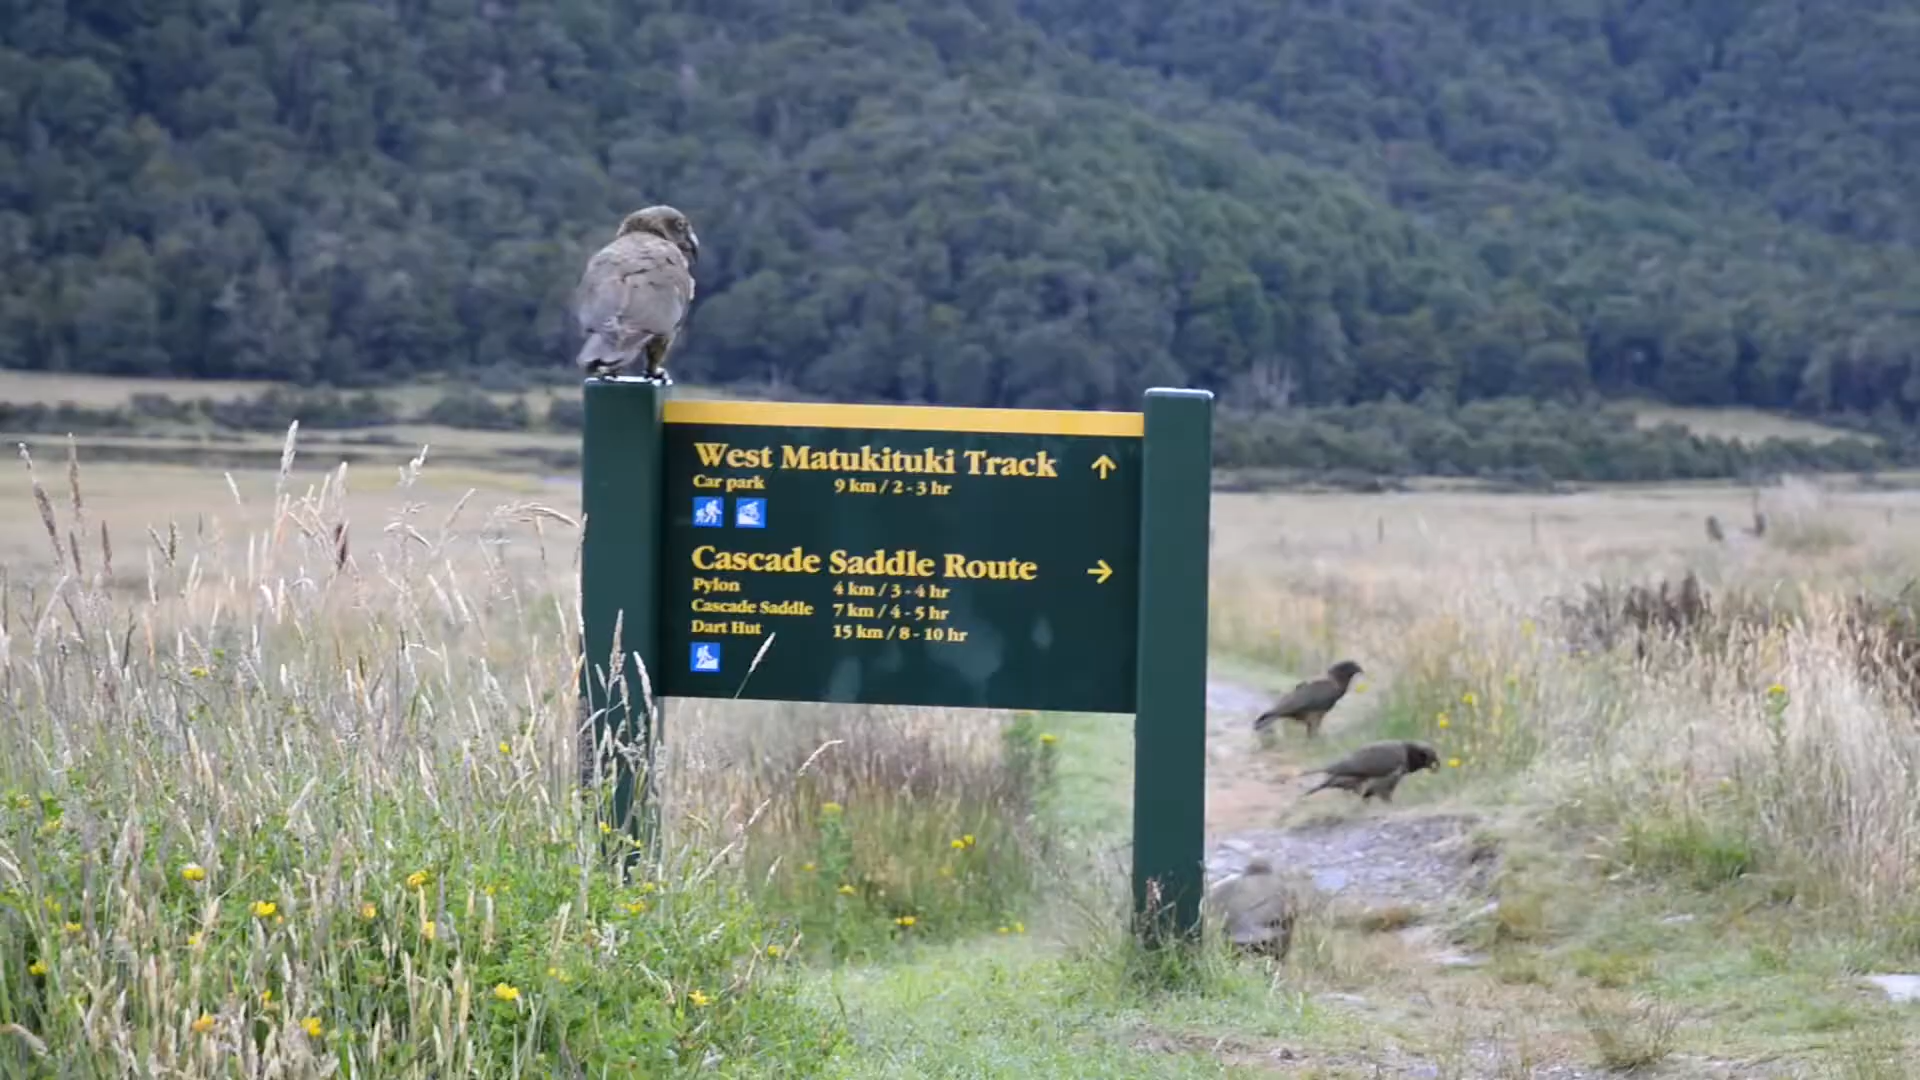 West Matukituki Track ↑
Car park 9 km / 2 - 3 hr
Cascade Saddle Route →
Pylon 4 km / 3 - 4 hr
Cascade Saddle 7 km / 4 - 5 hr
Dart Hut 15 km / 8 - 10 hr